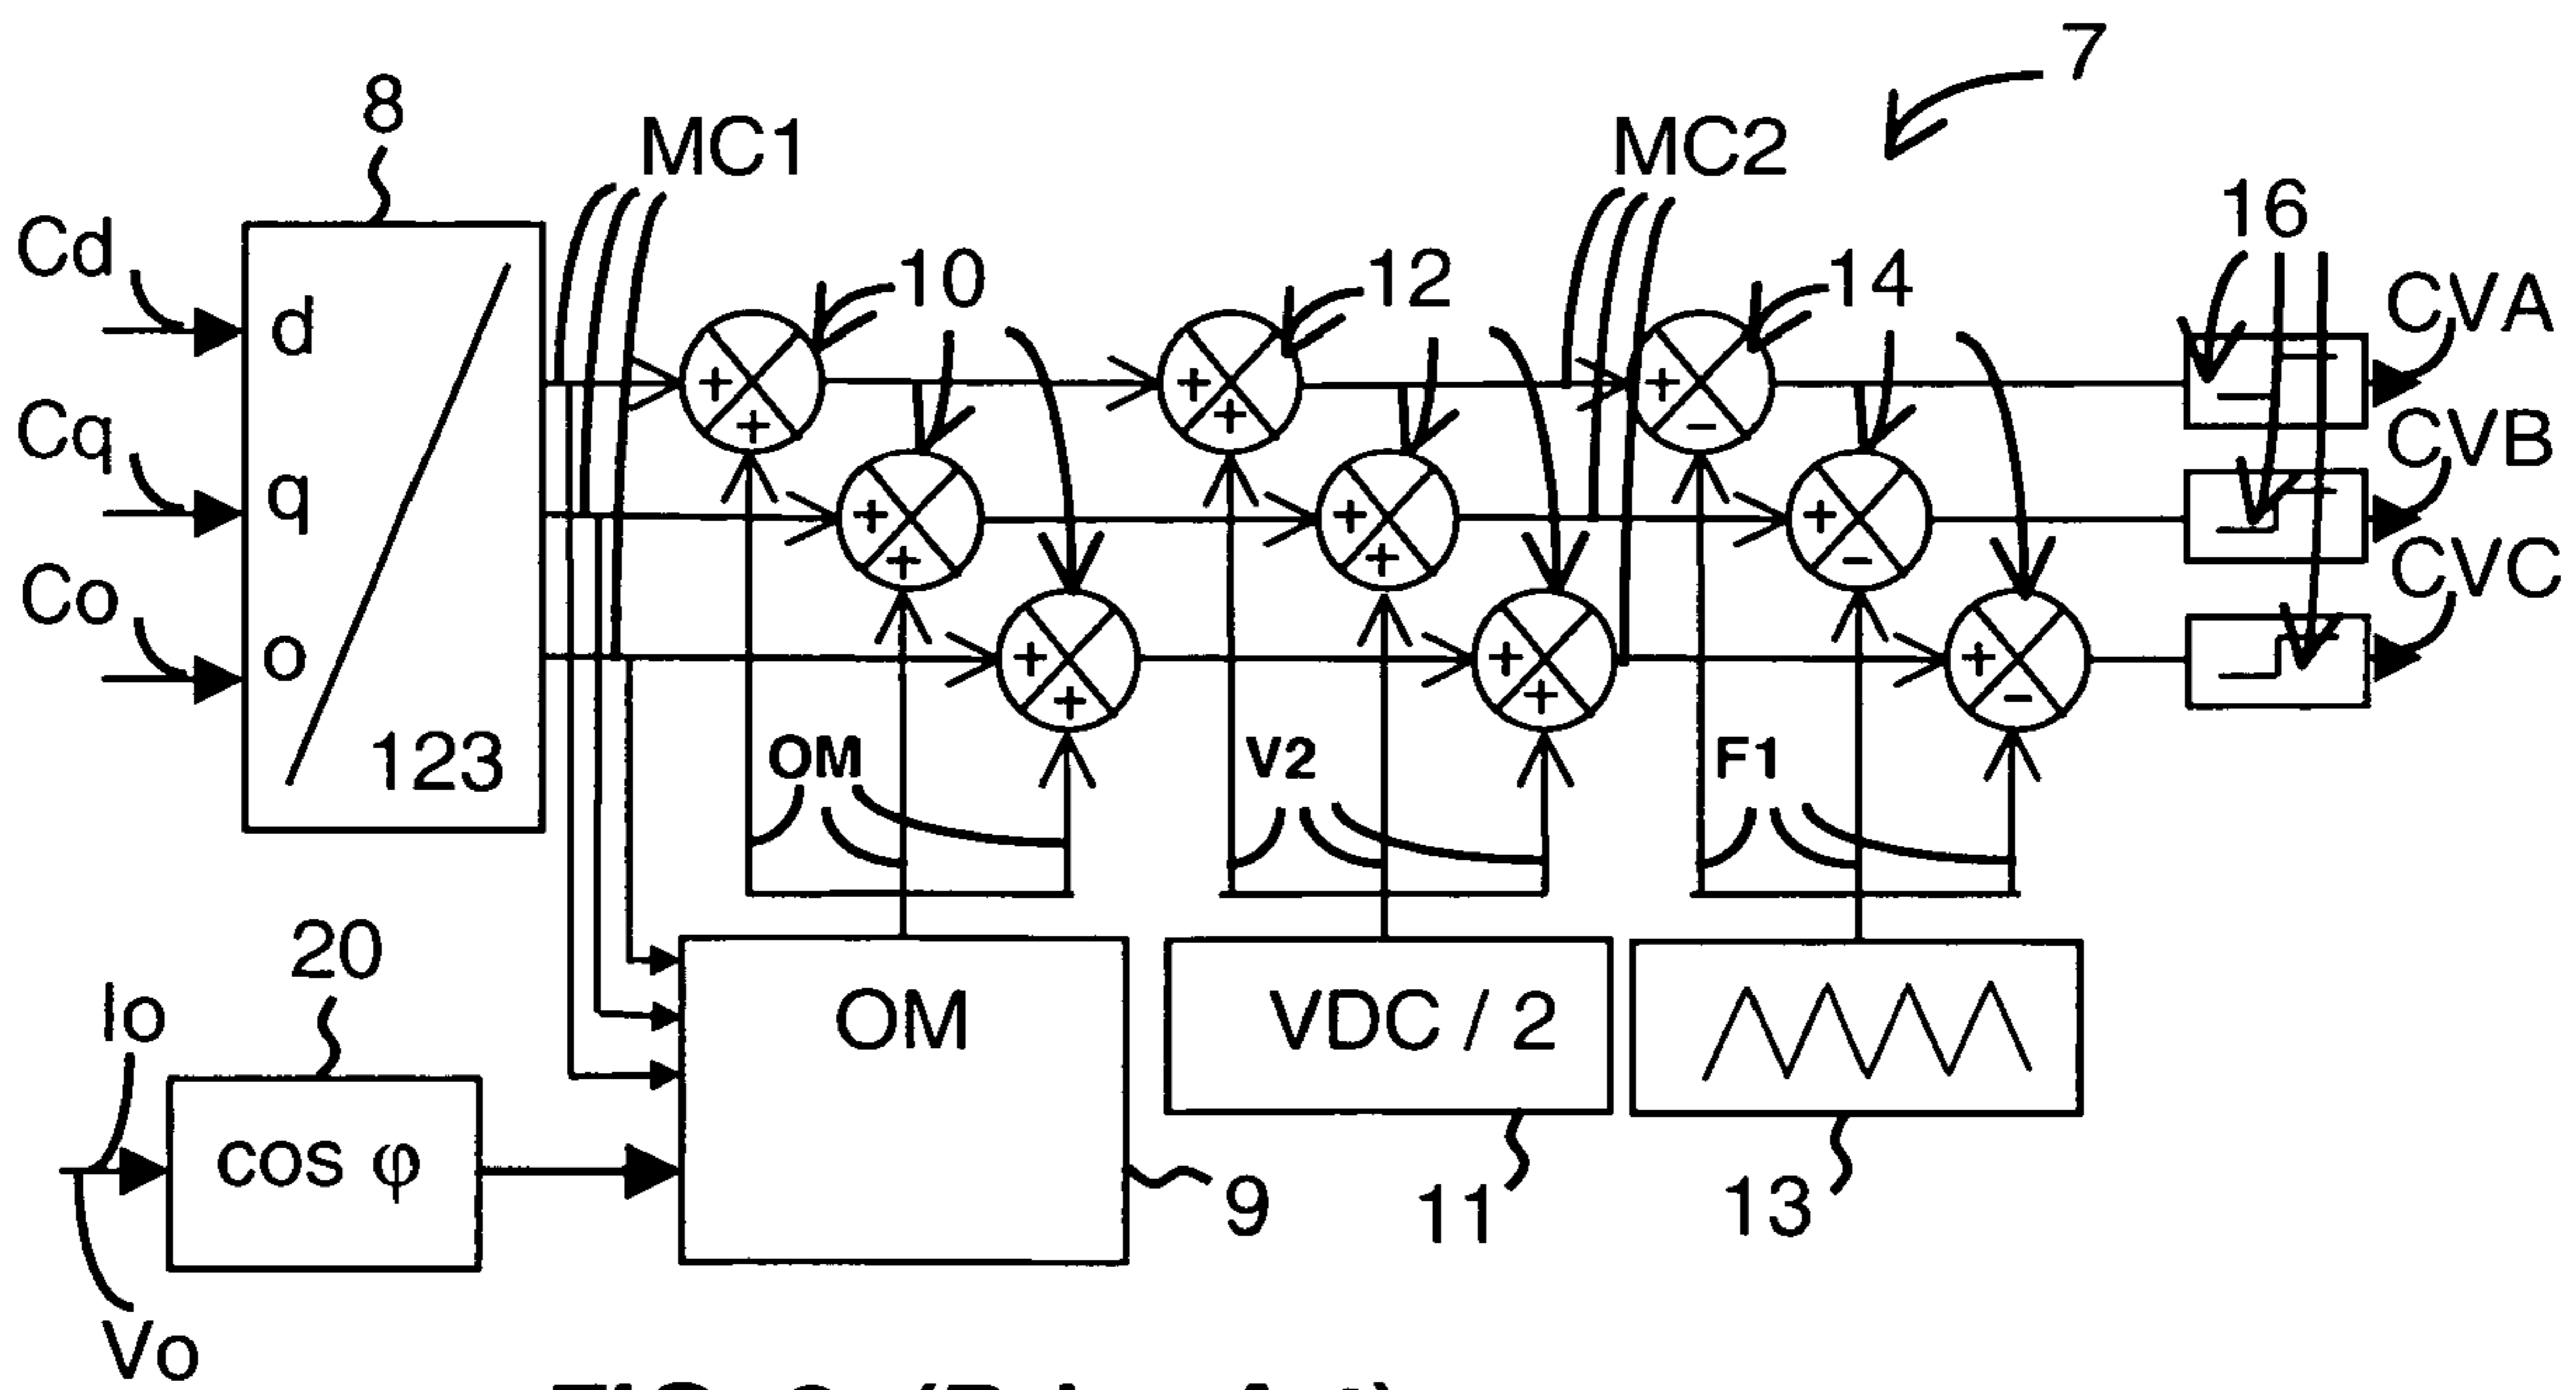 7
8
MC1
MC2
16
Cd
d
10
12
14
CVA
+
+
+
+
+
−
Cq
q
CVB
+
+
+
+
+
−
Co
o
CVC
+
+
+
+
+
−
123
OM
V2
F1
20
Io
OM
VDC / 2
cos φ
9
11
13
Vo